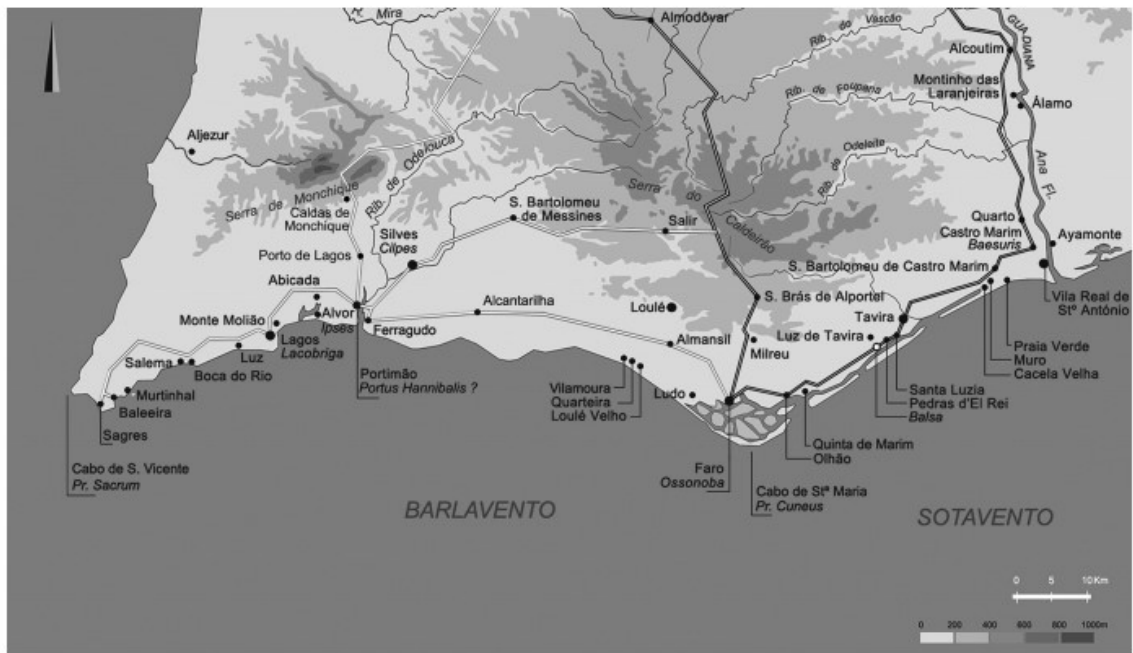 R. Mira
Almodôvar
Rib. do Vascão
GUADIANA
Alcoutim
Montinho das
Laranjeiras
Rib. de Foupana
Álamo
Aljezur
Rib. de Odelouca
Rib. de Odeleite
Ana Fl.
Serra de Monchique
Caldas de
Monchique
Serra do Caldeirão
S. Bartolomeu
de Messines
Salir
Silves
Cilpes
Quarto
Castro Marim
Baesuris
Ayamonte
Porto de Lagos
S. Bartolomeu de Castro Marim
Abicada
Alcantarilha
Loulé
S. Brás de Alportel
Tavira
Vila Real de
Stº António
Monte Molião
Alvor
Ipses
Ferragudo
Lagos
Lacobriga
Almansil
Milreu
Luz de Tavira
Praia Verde
Muro
Cacela Velha
Salema
Luz
Boca do Rio
Portimão
Portus Hannibalis ?
Vilamoura
Quarteira
Loulé Velho
Ludo
Santa Luzia
Pedras d'El Rei
Balsa
Murtinhal
Baleeira
Sagres
Quinta de Marim
Olhão
Cabo de S. Vicente
Pr. Sacrum
Faro
Ossonoba
Cabo de Stª Maria
Pr. Cuneus
BARLAVENTO
SOTAVENTO
0 5 10 Km
0 200 400 600 800 1000m